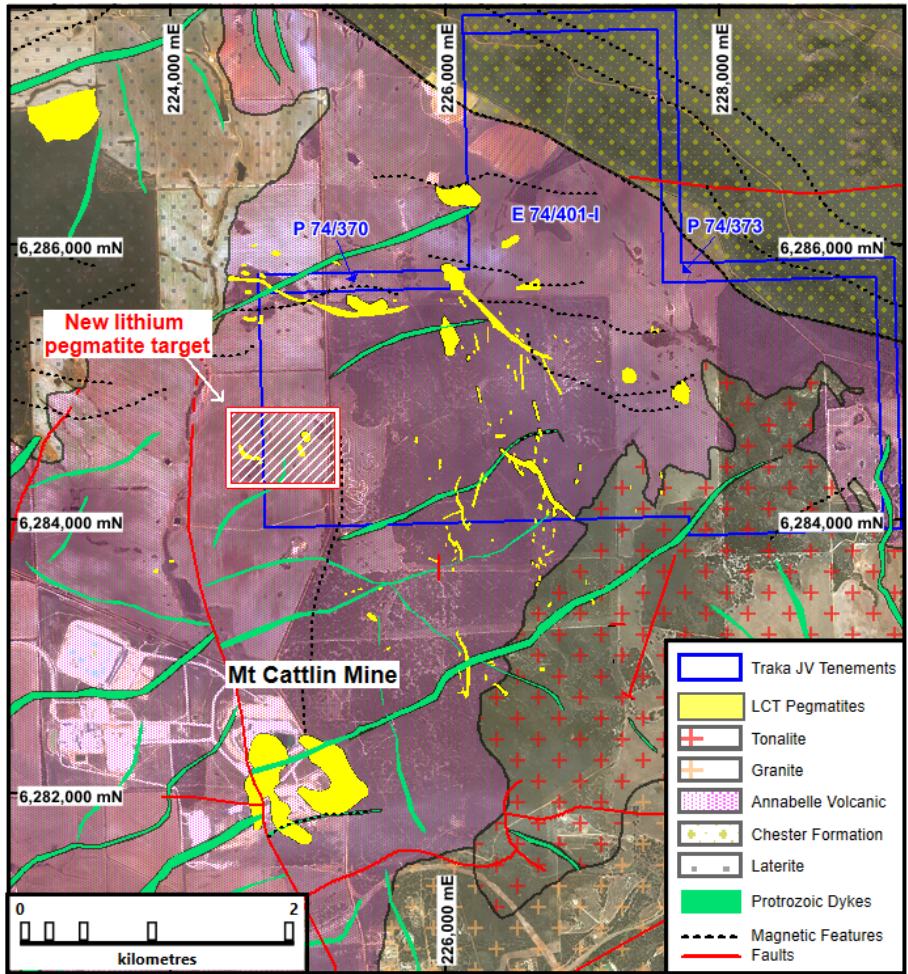 224,000 mE
226,000 mE
228,000 mE
P 74/370
E 74/401-I
P 74/373
6,286,000 mN
6,286,000 mN
New lithium
pegmatite target
6,284,000 mN
6,284,000 mN
Mt Cattlin Mine
6,282,000 mN
226,000 mE
0
2
kilometres
Traka JV Tenements
LCT Pegmatites
Tonalite
Granite
Annabelle Volcanic
Chester Formation
Laterite
Protrozoic Dykes
Magnetic Features
Faults